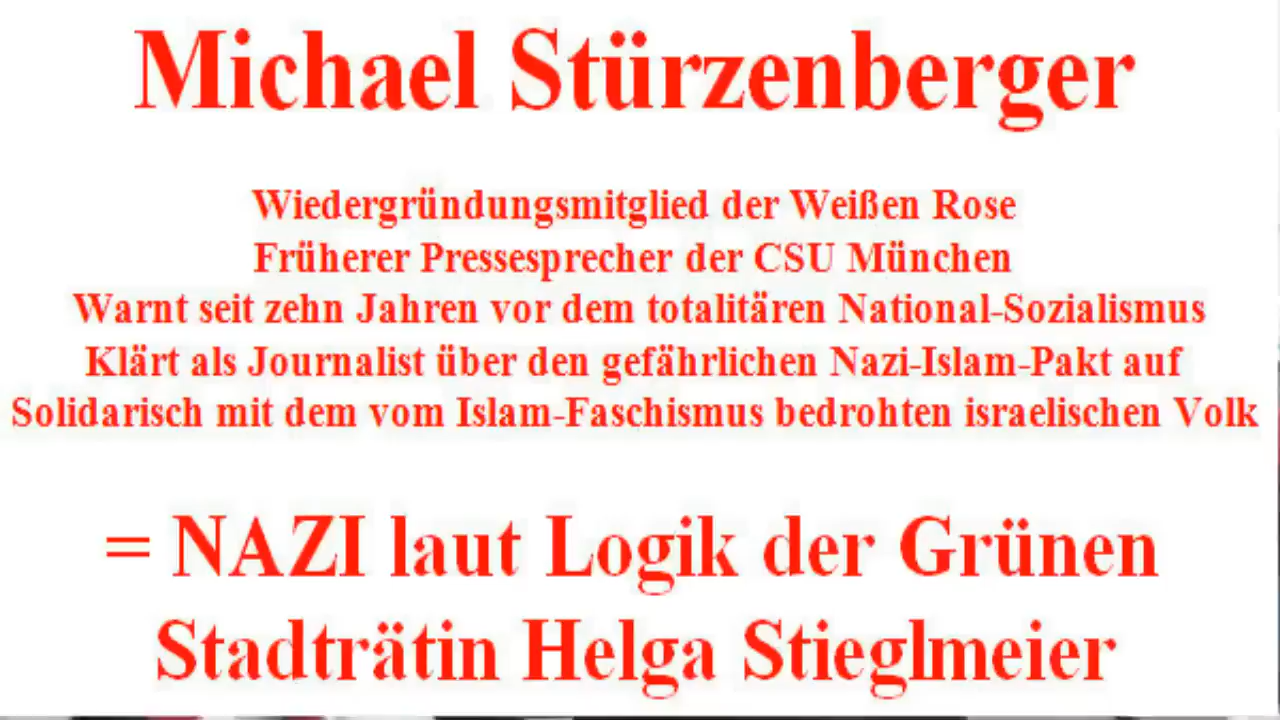 Michael Stürzenberger
Wiedergründungsmitglied der Weißen Rose
Früherer Pressesprecher der CSU München
Warnt seit zehn Jahren vor dem totalitären National-Sozialismus
Klärt als Journalist über den gefährlichen Nazi-Islam-Pakt auf
Solidarisch mit dem vom Islam-Faschismus bedrohten israelischen Volk
= NAZI laut Logik der Grünen
Stadträtin Helga Stieglmeier